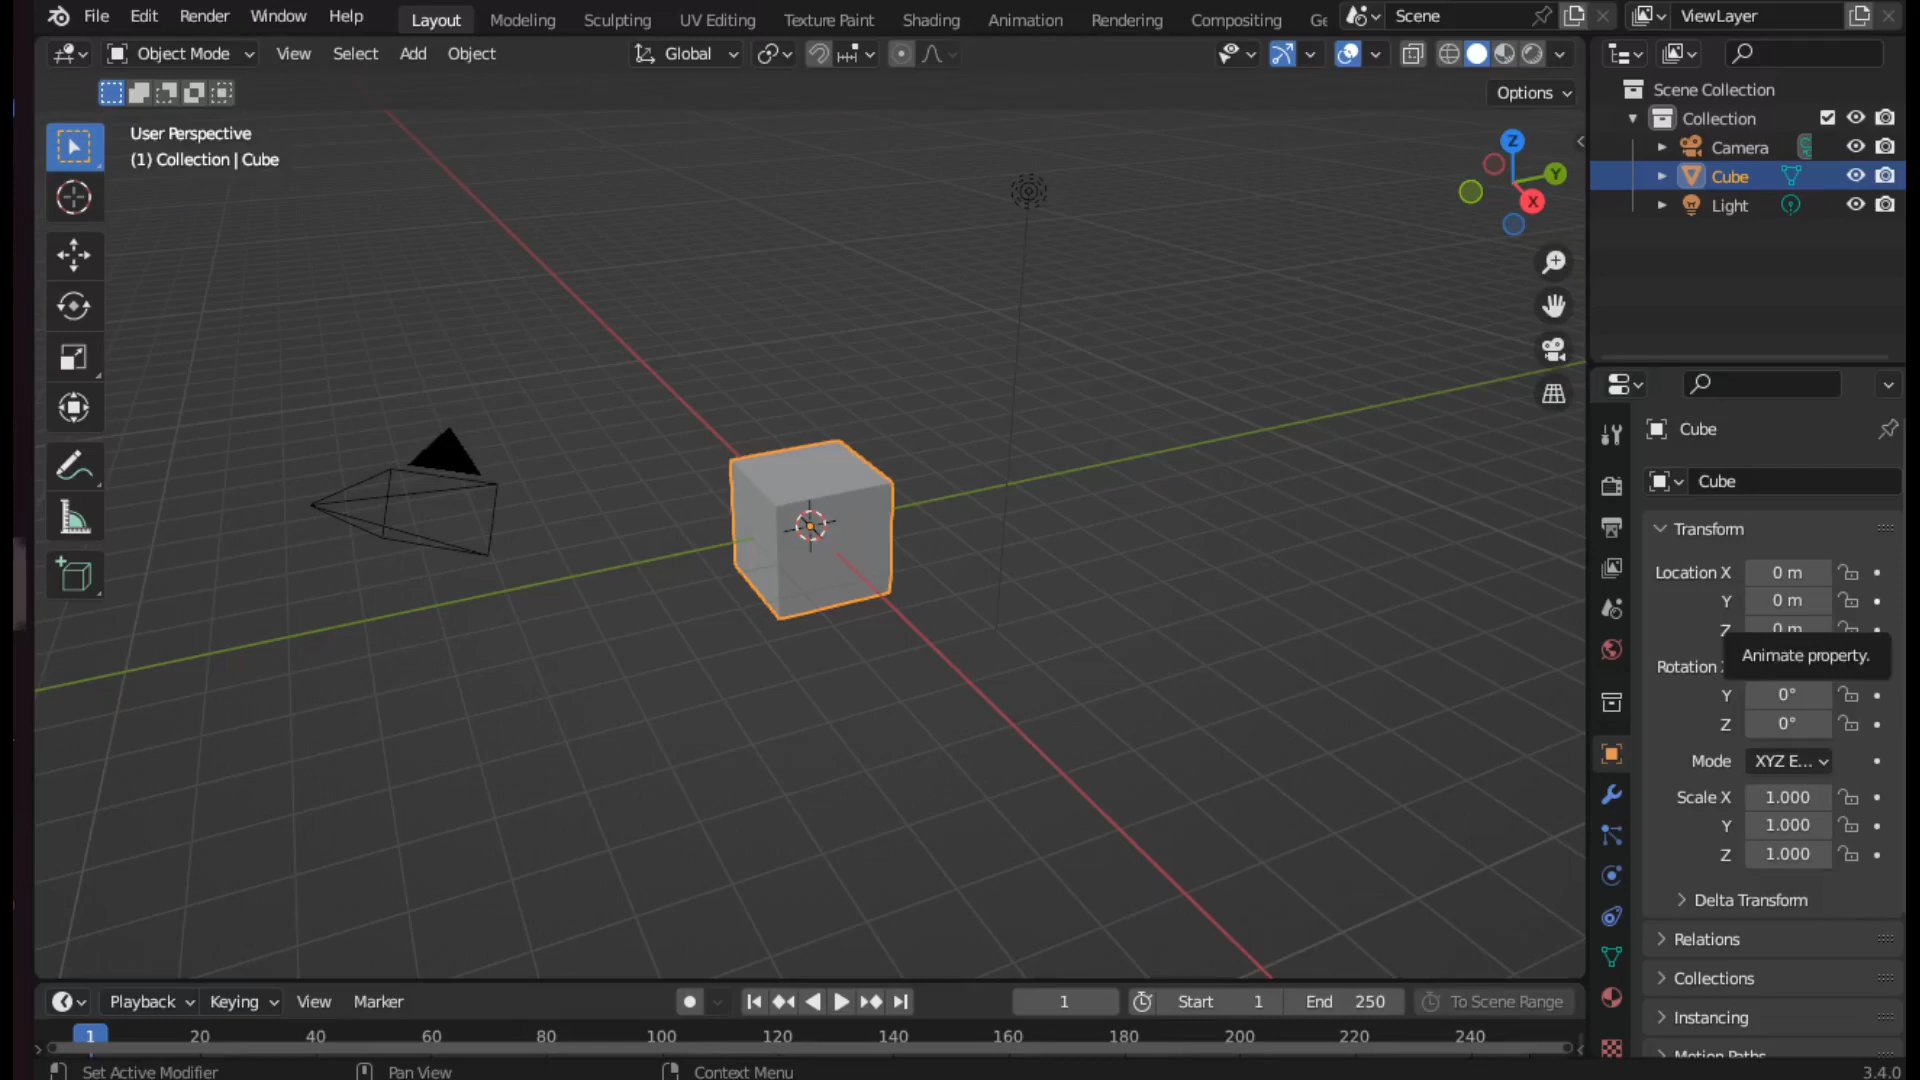 File Edit Render Window Help Layout Modeling Sculpting UV Editing Texture Paint Shading Animation Rendering Compositing Ge Scene ViewLayer
Object Mode View Select Add Object Global
Options
User Perspective
(1) Collection | Cube
Z
Y
X
Scene Collection
Collection
Camera
Cube
Light
Cube
Cube
Transform
Location X 0 m
Y 0 m
Z 0 m
Animate property.
Rotation
Y 0°
Z 0°
Mode XYZ E...
Scale X 1.000
Y 1.000
Z 1.000
Delta Transform
Relations
Collections
Instancing
Motion Paths
Playback Keying View Marker 1 Start 1 End 250 To Scene Range
1 20 40 60 80 100 120 140 160 180 200 220 240
Set Active Modifier Pan View Context Menu 3.4.0